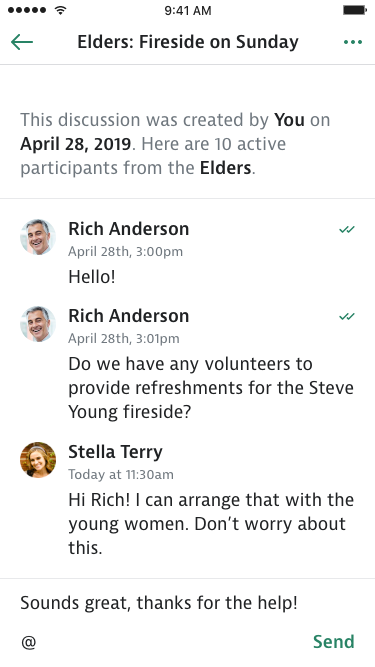 9:41 AM
Elders: Fireside on Sunday
This discussion was created by You on
April 28, 2019. Here are 10 active
participants from the Elders.
Rich Anderson
April 28th, 3:00pm
Hello!
Rich Anderson
April 28th, 3:01pm
Do we have any volunteers to
provide refreshments for the Steve
Young fireside?
Stella Terry
Today at 11:30am
Hi Rich! I can arrange that with the
young women. Don’t worry about
this.
Sounds great, thanks for the help!
@
Send